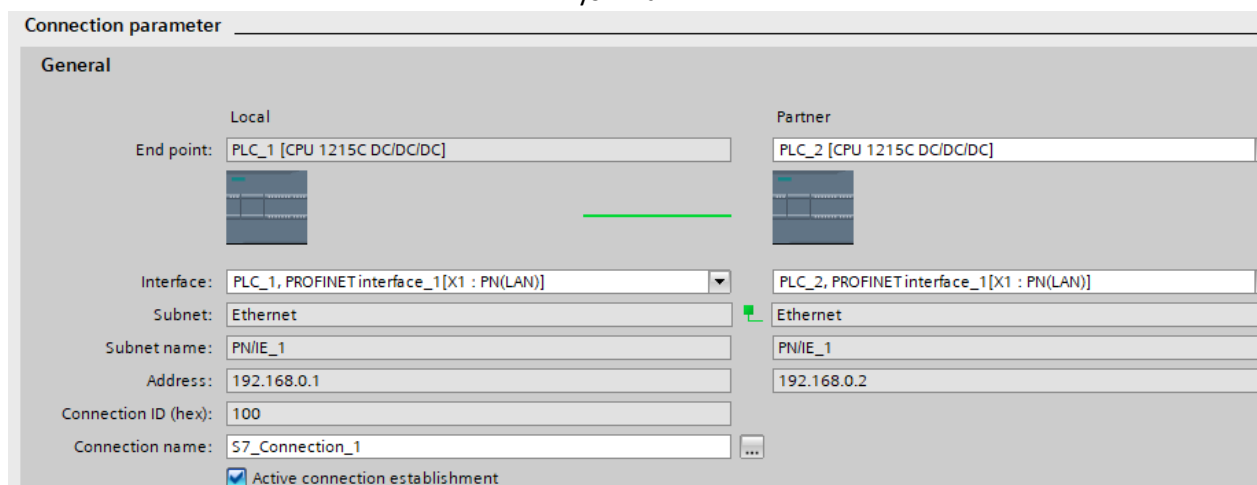 Connection parameter
General
Local Partner
End point: PLC_1 [CPU 1215C DC/DC/DC] PLC_2 [CPU 1215C DC/DC/DC]
Interface: PLC_1, PROFINET interface_1[X1 : PN(LAN)] PLC_2, PROFINET interface_1[X1 : PN(LAN)]
Subnet: Ethernet Ethernet
Subnet name: PN/IE_1 PN/IE_1
Address: 192.168.0.1 192.168.0.2
Connection ID (hex): 100
Connection name: S7_Connection_1 ...
Active connection establishment